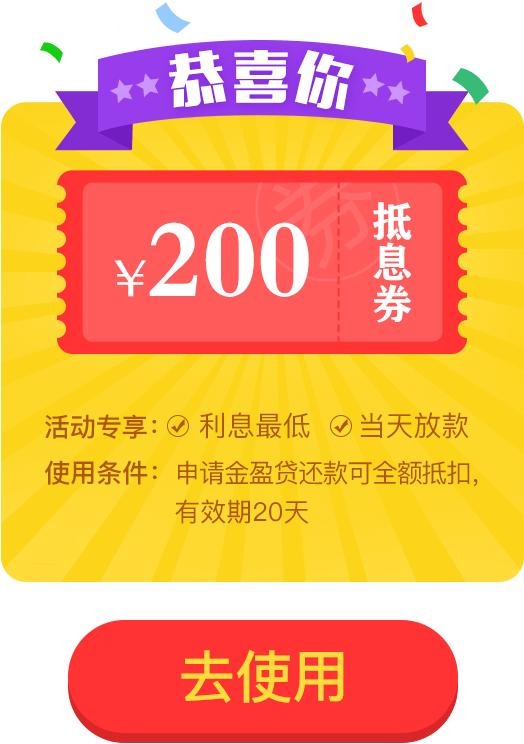 恭喜你
¥200
抵息券
券
活动专享: 利息最低 当天放款
使用条件: 申请金盈贷还款可全额抵扣,
有效期20天
去使用